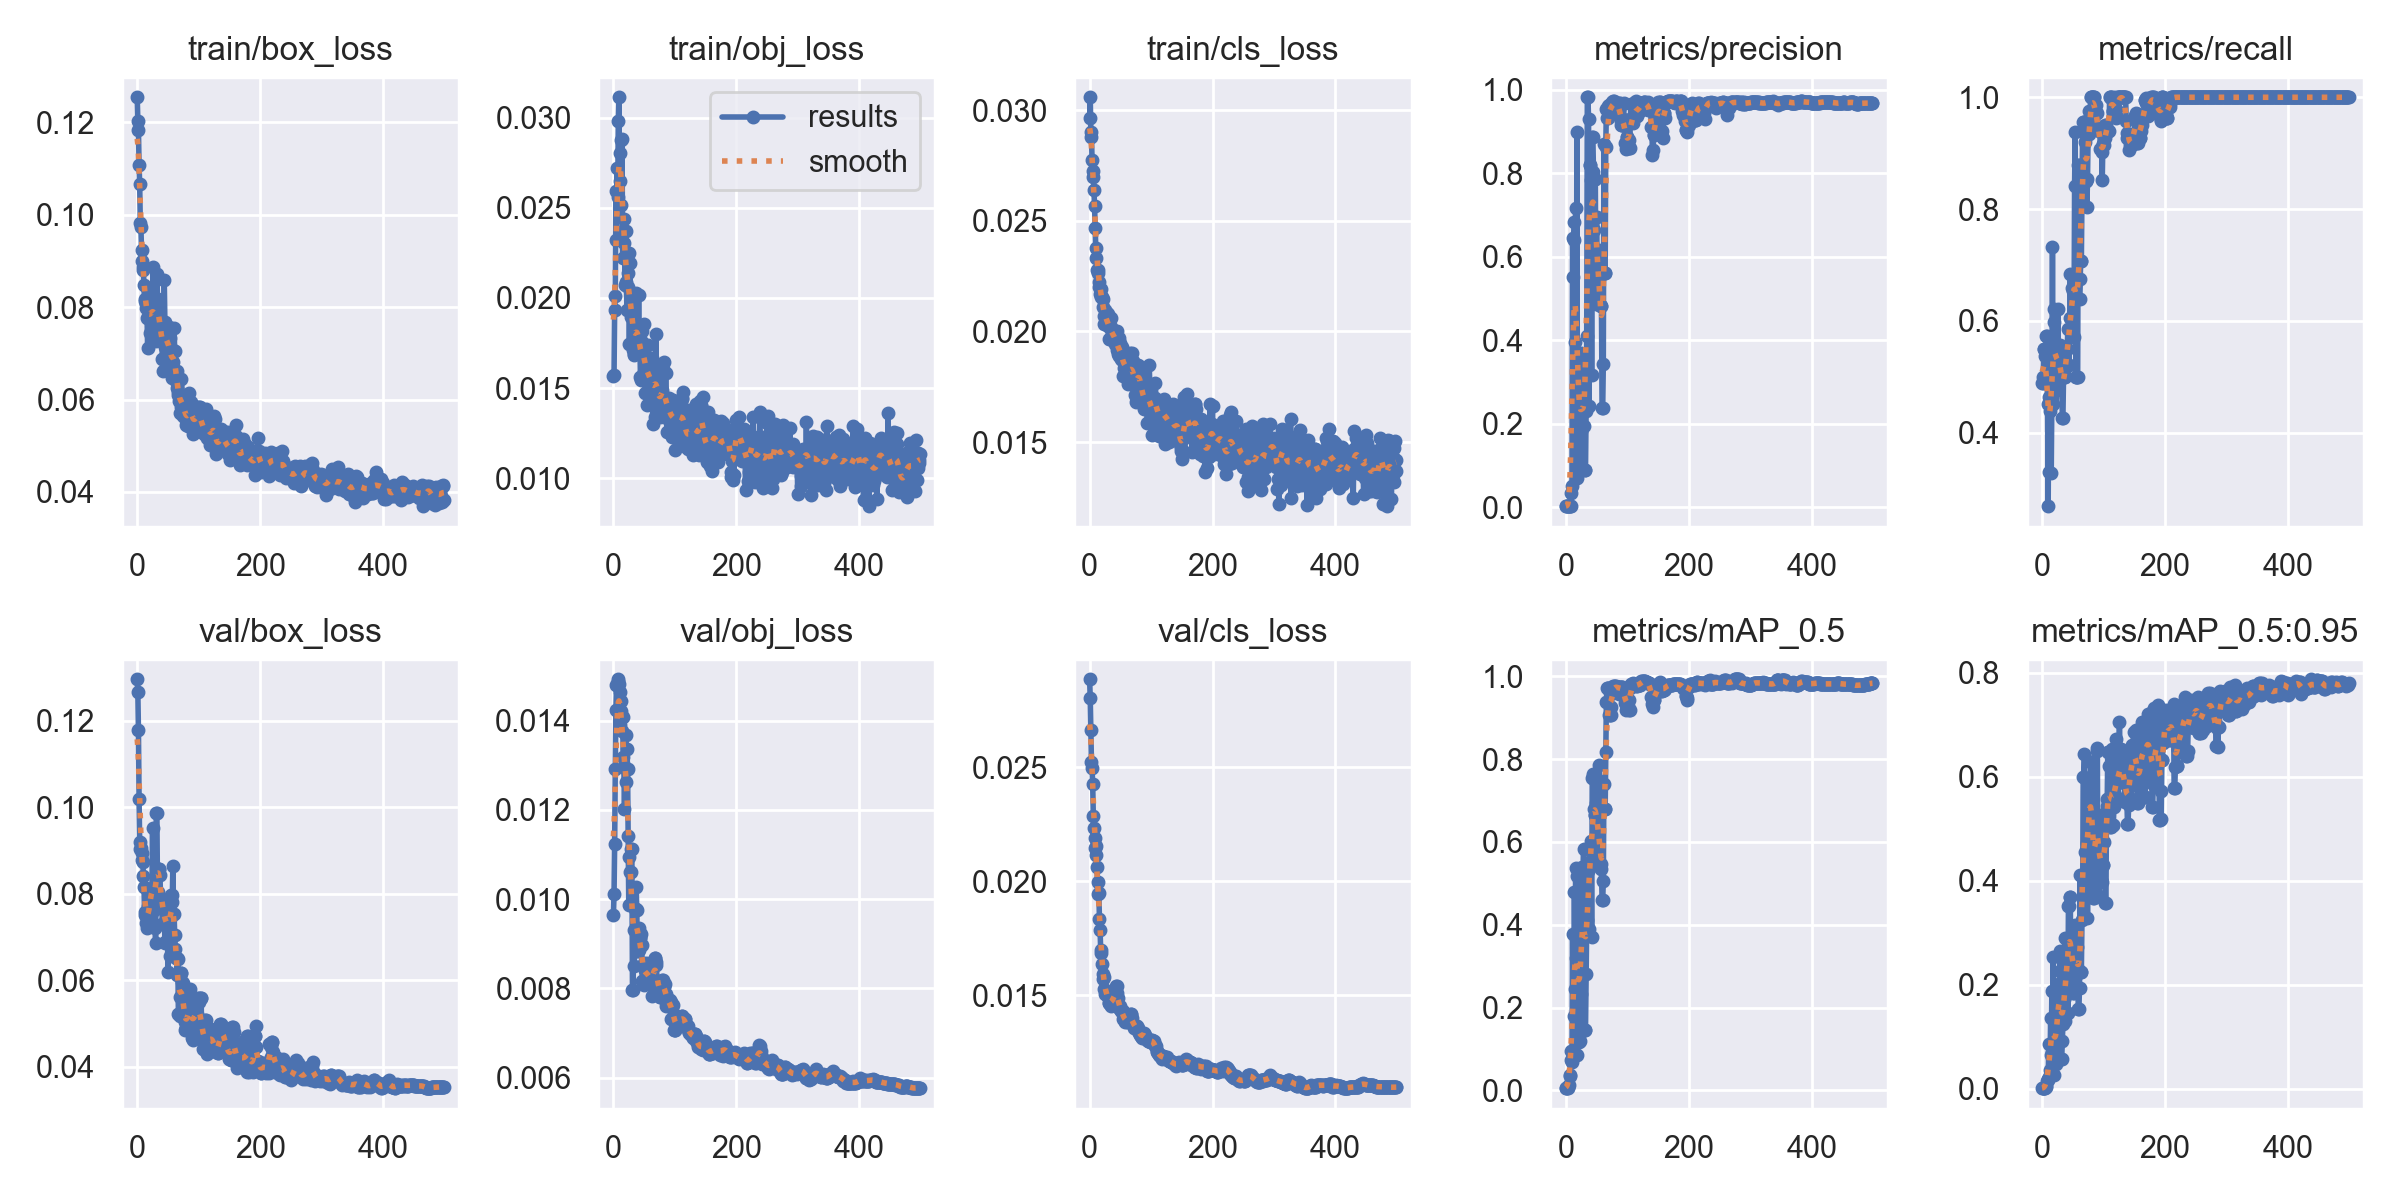 train/box_loss
0.12
0.10
0.08
0.06
0.04
0 200 400
train/obj_loss
results
smooth
0.030
0.025
0.020
0.015
0.010
0 200 400
train/cls_loss
0.030
0.025
0.020
0.015
0 200 400
metrics/precision
1.0
0.8
0.6
0.4
0.2
0.0
0 200 400
metrics/recall
1.0
0.8
0.6
0.4
0 200 400
val/box_loss
0.12
0.10
0.08
0.06
0.04
0 200 400
val/obj_loss
0.014
0.012
0.010
0.008
0.006
0 200 400
val/cls_loss
0.025
0.020
0.015
0 200 400
metrics/mAP_0.5
1.0
0.8
0.6
0.4
0.2
0.0
0 200 400
metrics/mAP_0.5:0.95
0.8
0.6
0.4
0.2
0.0
0 200 400